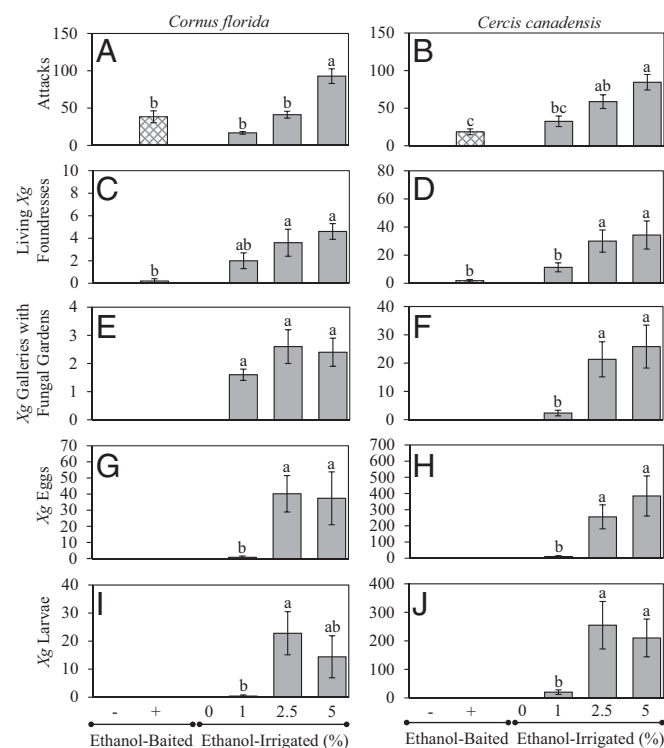 Cornus florida
Cercis canadensis
Attacks
150
100
50
0
A
b
b
b
a
150
100
50
0
B
c
bc
ab
a
Living Xg
Foundresses
10
8
6
4
2
0
C
b
ab
a
a
80
60
40
20
0
D
b
b
a
a
Xg Galleries with
Fungal Gardens
4
3
2
1
0
E
a
a
a
40
30
20
10
0
F
b
a
a
Xg Eggs
70
60
50
40
30
20
10
0
G
b
a
a
700
600
500
400
300
200
100
0
H
b
a
a
Xg Larvae
40
30
20
10
0
I
b
a
ab
400
300
200
100
0
J
b
a
a
- + 0 1 2.5 5 - + 0 1 2.5 5
Ethanol-Baited Ethanol-Irrigated (%) Ethanol-Baited Ethanol-Irrigated (%)